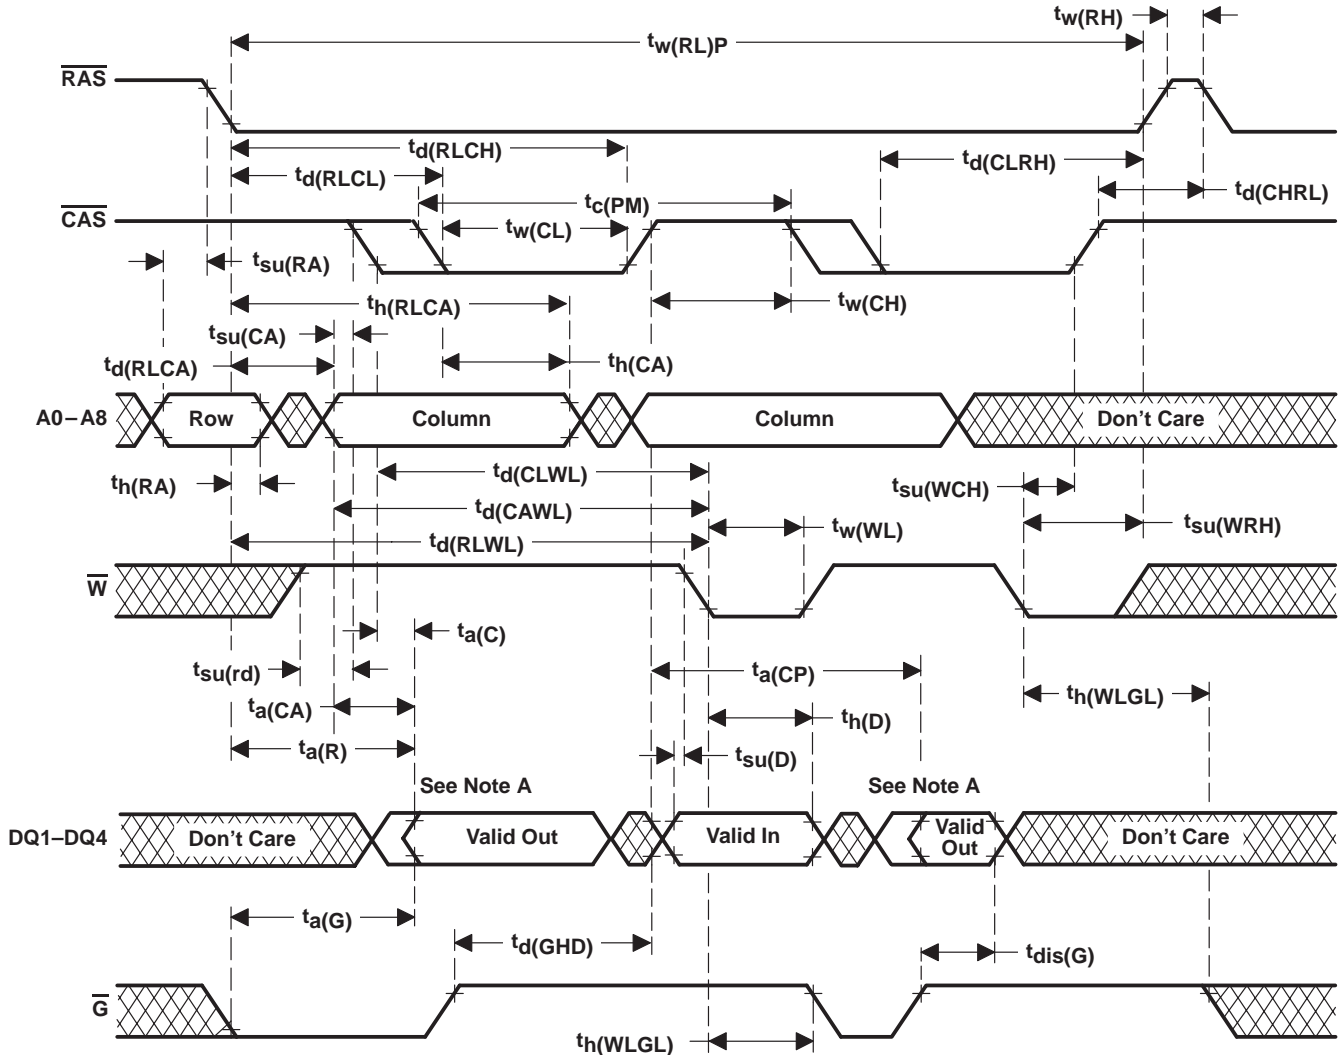 tw(RH)
tw(RL)P
RAS
td(RLCH)
td(CLRH)
td(RLCL)
tc(PM)
td(CHRL)
CAS
tw(CL)
tsu(RA)
th(RLCA)
tw(CH)
tsu(CA)
td(RLCA)
th(CA)
A0–A8
Row
Column
Column
Don't Care
td(CLWL)
th(RA)
tsu(WCH)
td(CAWL)
tw(WL)
tsu(WRH)
td(RLWL)
W
ta(C)
tsu(rd)
ta(CP)
th(WLGL)
ta(CA)
th(D)
ta(R)
tsu(D)
See Note A
See Note A
DQ1–DQ4
Don't Care
Valid Out
Valid In
Valid
Out
Don't Care
ta(G)
td(GHD)
tdis(G)
G
th(WLGL)